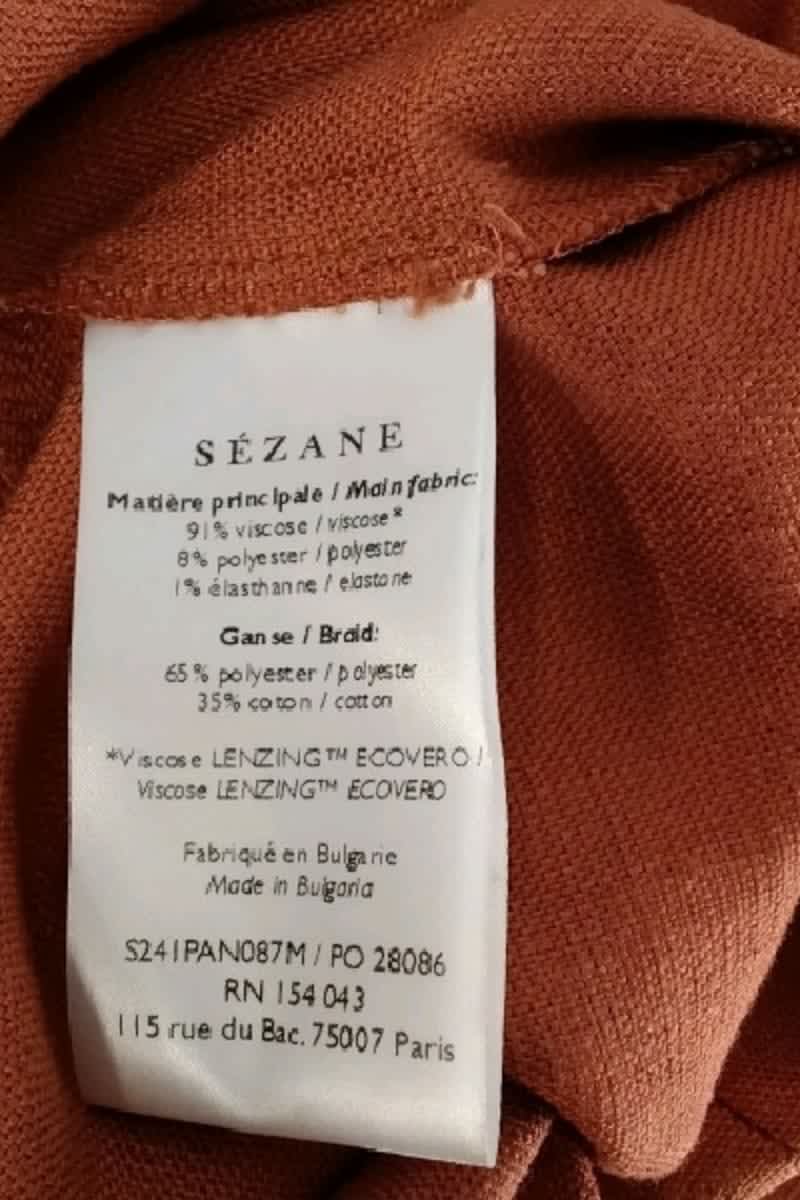 SÉZANE
Matière principale / Main fabric:
91% viscose / viscose*
8% polyester / polyester
1% élasthanne / elastane
Ganse / Braid:
65% polyester / polyester
35% coton / cotton
*Viscose LENZING™ ECOVERO /
Viscose LENZING™ ECOVERO
Fabriqué en Bulgarie
Made in Bulgaria
S241PAN087M / PO 28086
RN 154 043
115 rue du Bac. 75007 Paris